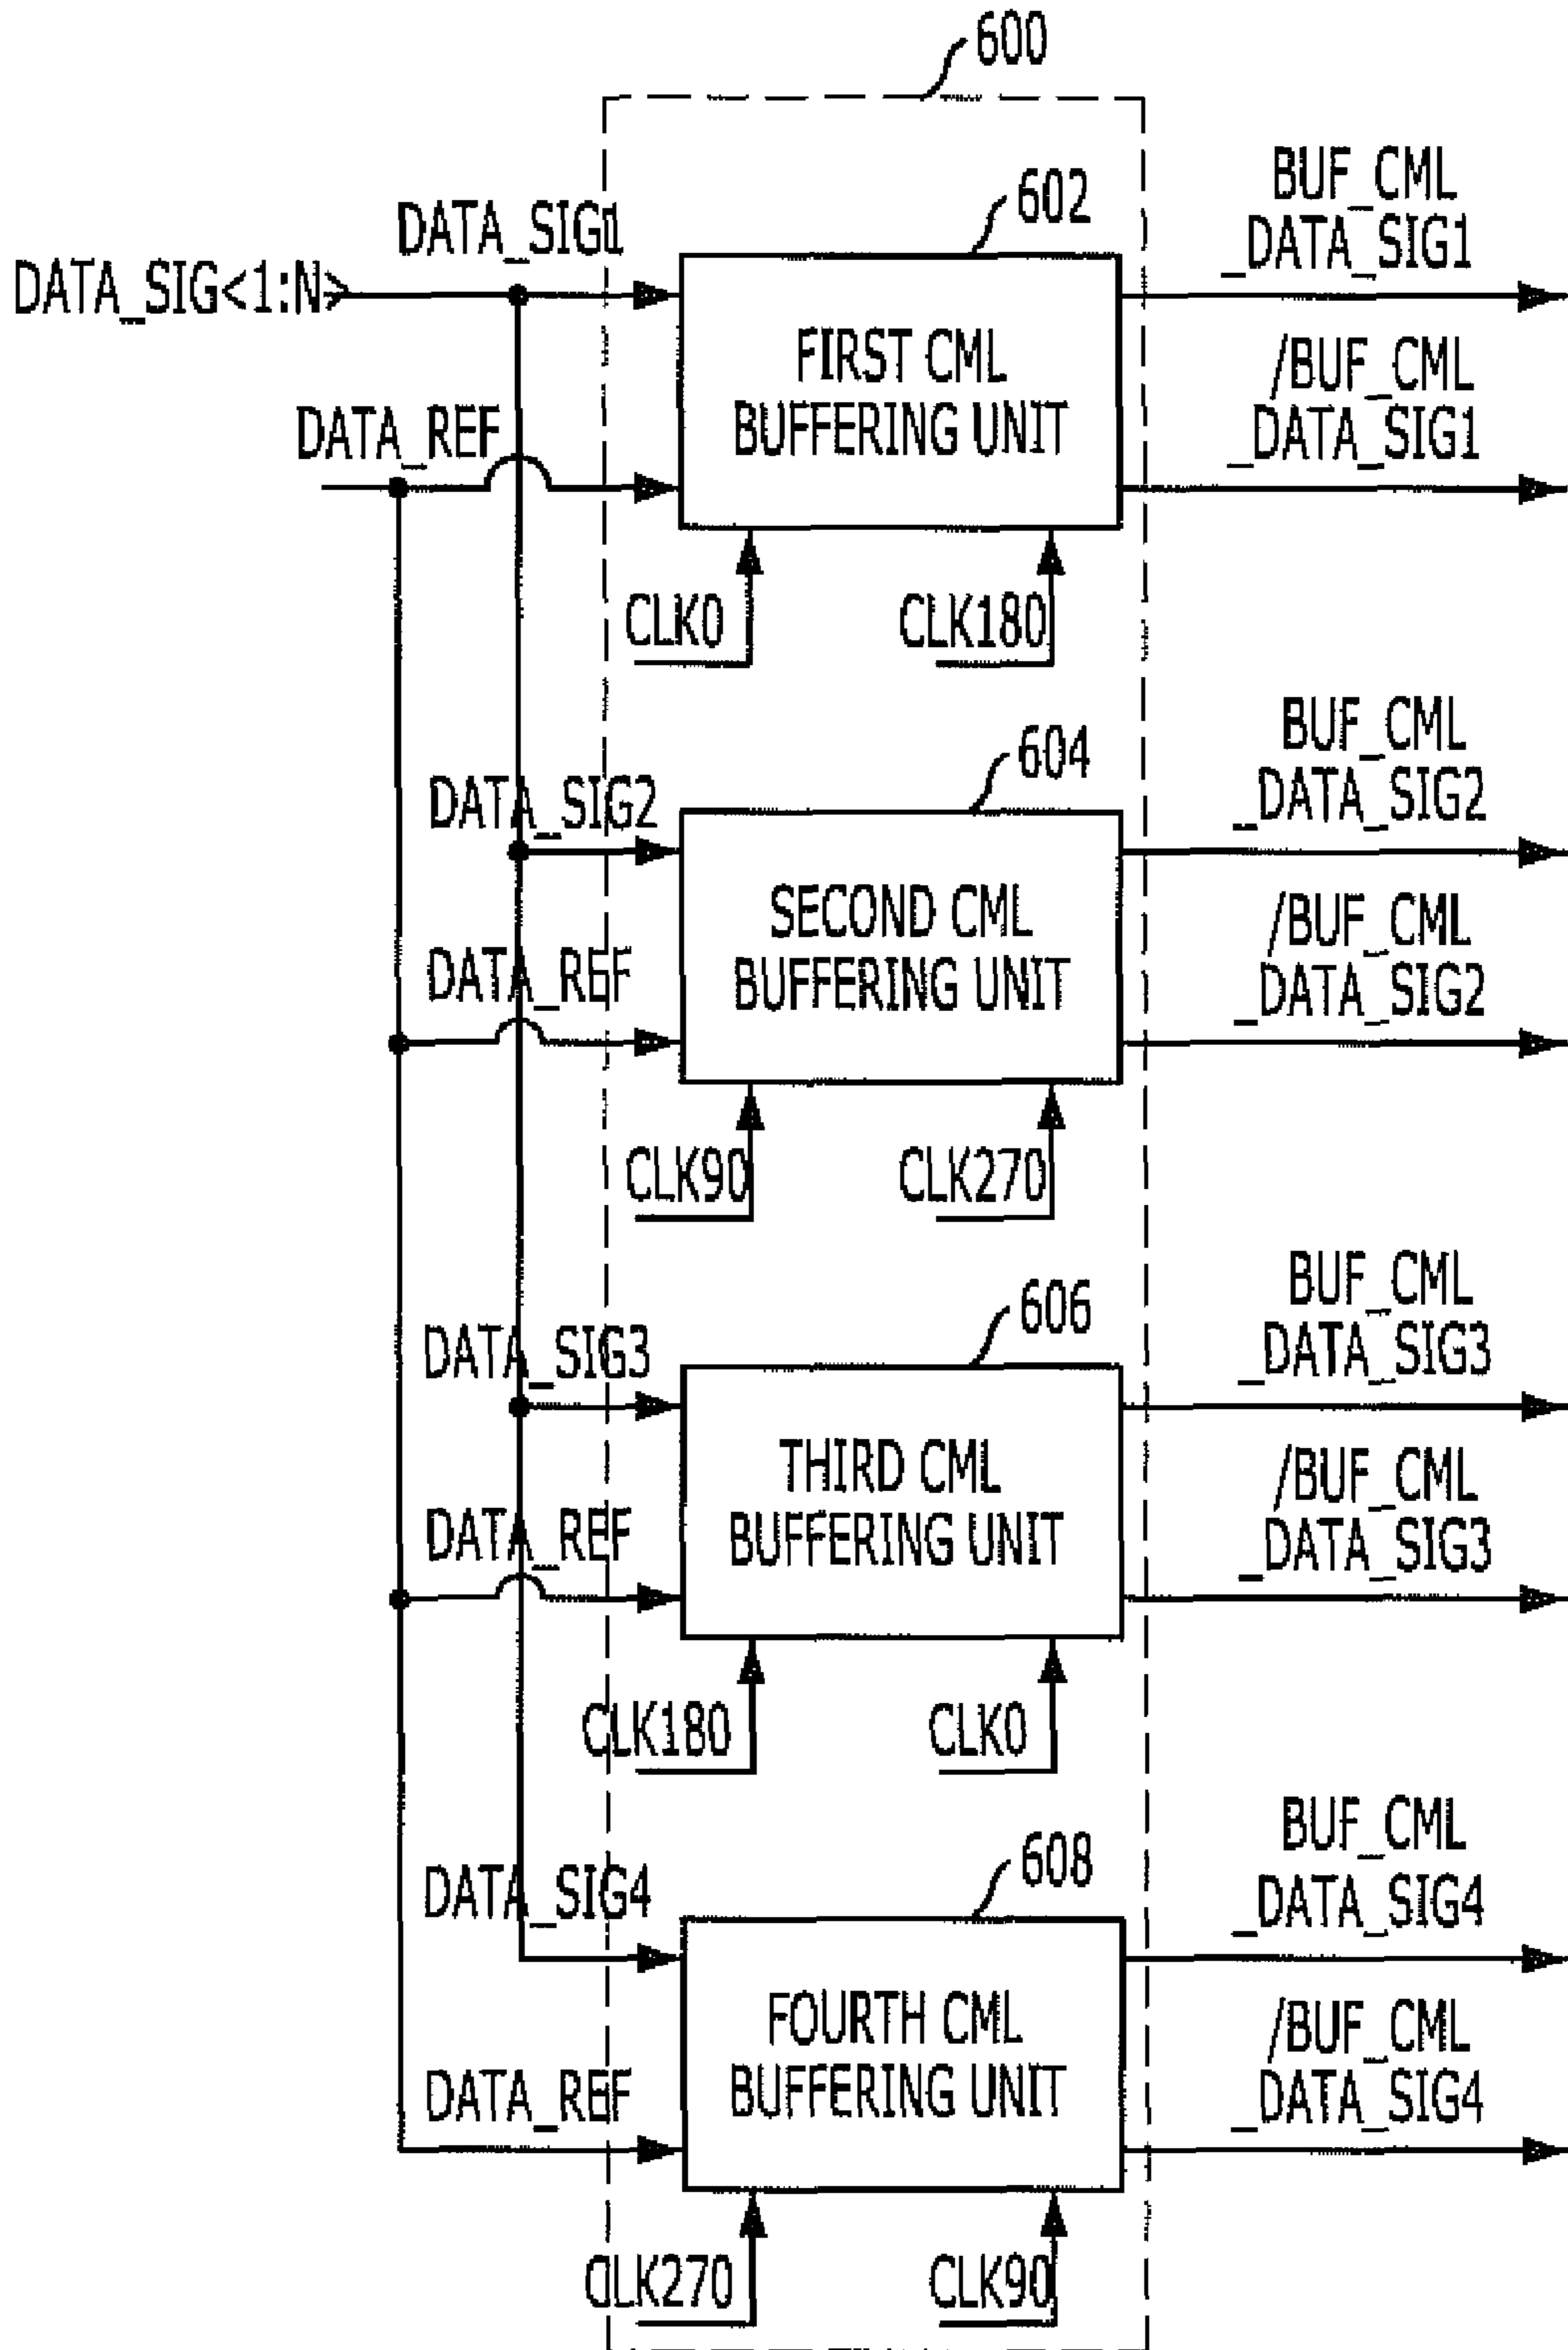 600
602
BUF_CML
_DATA_SIG1
DATA_SIG1
DATA_SIG<1:N>
FIRST CML
BUFFERING UNIT
/BUF_CML
_DATA_SIG1
DATA_REF
CLK0
CLK180
604
BUF_CML
_DATA_SIG2
DATA_SIG2
SECOND CML
BUFFERING UNIT
/BUF_CML
_DATA_SIG2
DATA_REF
CLK90
CLK270
606
BUF_CML
_DATA_SIG3
DATA_SIG3
THIRD CML
BUFFERING UNIT
/BUF_CML
_DATA_SIG3
DATA_REF
CLK180
CLK0
608
BUF_CML
_DATA_SIG4
DATA_SIG4
FOURTH CML
BUFFERING UNIT
/BUF_CML
_DATA_SIG4
DATA_REF
CLK270
CLK90